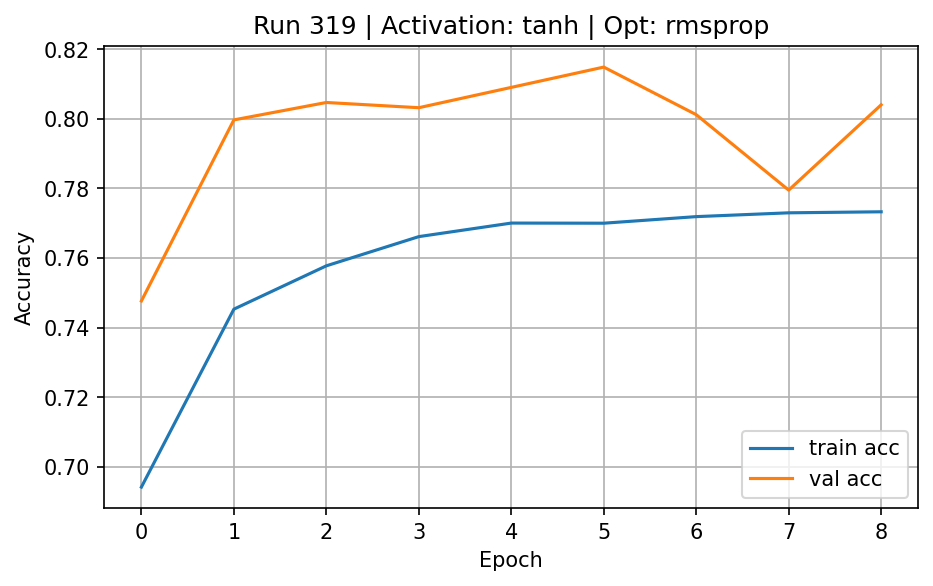 Run 319 | Activation: tanh | Opt: rmsprop
0.82
0.80
0.78
0.76
0.74
0.72
0.70
Accuracy
train acc
val acc
0 1 2 3 4 5 6 7 8
Epoch